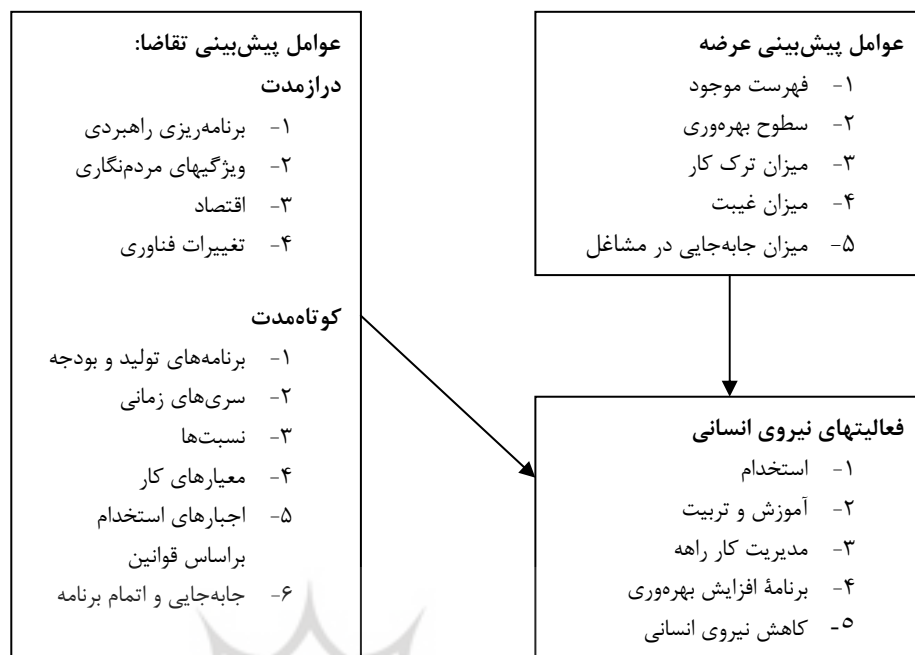 عوامل پیش‌بینی عرضه
۱- فهرست موجود
۲- سطوح بهره‌وری
۳- میزان ترک کار
۴- میزان غیبت
۵- میزان جابه‌جایی در مشاغل
عوامل پیش‌بینی تقاضا:
درازمدت
۱- برنامه‌ریزی راهبردی
۲- ویژگیهای مردم‌نگاری
۳- اقتصاد
۴- تغییرات فناوری
کوتاه‌مدت
۱- برنامه‌های تولید و بودجه
۲- سری‌های زمانی
۳- نسبت‌ها
۴- معیارهای کار
۵- اجبارهای استخدام
براساس قوانین
۶- جابه‌جایی و اتمام برنامه
فعالیتهای نیروی انسانی
۱- استخدام
۲- آموزش و تربیت
۳- مدیریت کار راهه
۴- برنامهٔ افزایش بهره‌وری
۵- کاهش نیروی انسانی